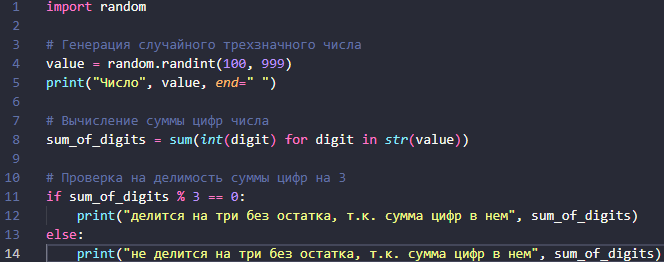 1 import random
2
3 # Генерация случайного трехзначного числа
4 value = random.randint(100, 999)
5 print("Число", value, end=" ")
6
7 # Вычисление суммы цифр числа
8 sum_of_digits = sum(int(digit) for digit in str(value))
9
10 # Проверка на делимость суммы цифр на 3
11 if sum_of_digits % 3 == 0:
12     print("делится на три без остатка, т.к. сумма цифр в нем", sum_of_digits)
13 else:
14     print("не делится на три без остатка, т.к. сумма цифр в нем", sum_of_digits)